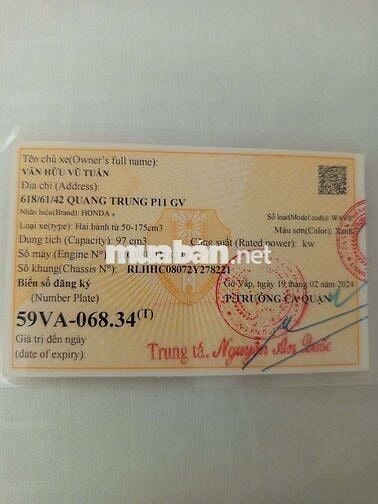 Tên chủ xe(Owner's full name):
VĂN HỮU VŨ TUẤN
Địa chỉ (Address):
618/61/42 QUANG TRUNG P11 GV
Nhãn hiệu(Brand): HONDA
Số loại(Model code): WAVE
Loại xe(type): Hai bánh từ 50-175cm3
Màu sơn(Color): Xanh
Dung tích (Capacity): 97 cm3
Công suất (Rated power): kw
Số máy (Engine N°)
muaban.net
Số khung(Chassis N°): RLHHC08072Y278221
Biển số đăng ký
Gò Vấp, ngày 19 tháng 02 năm 2024
(Number Plate)
TRƯỞNG CA QUẬN
59VA-068.34(T)
Giá trị đến ngày
(date of expiry):
Trung tá. Nguyễn An